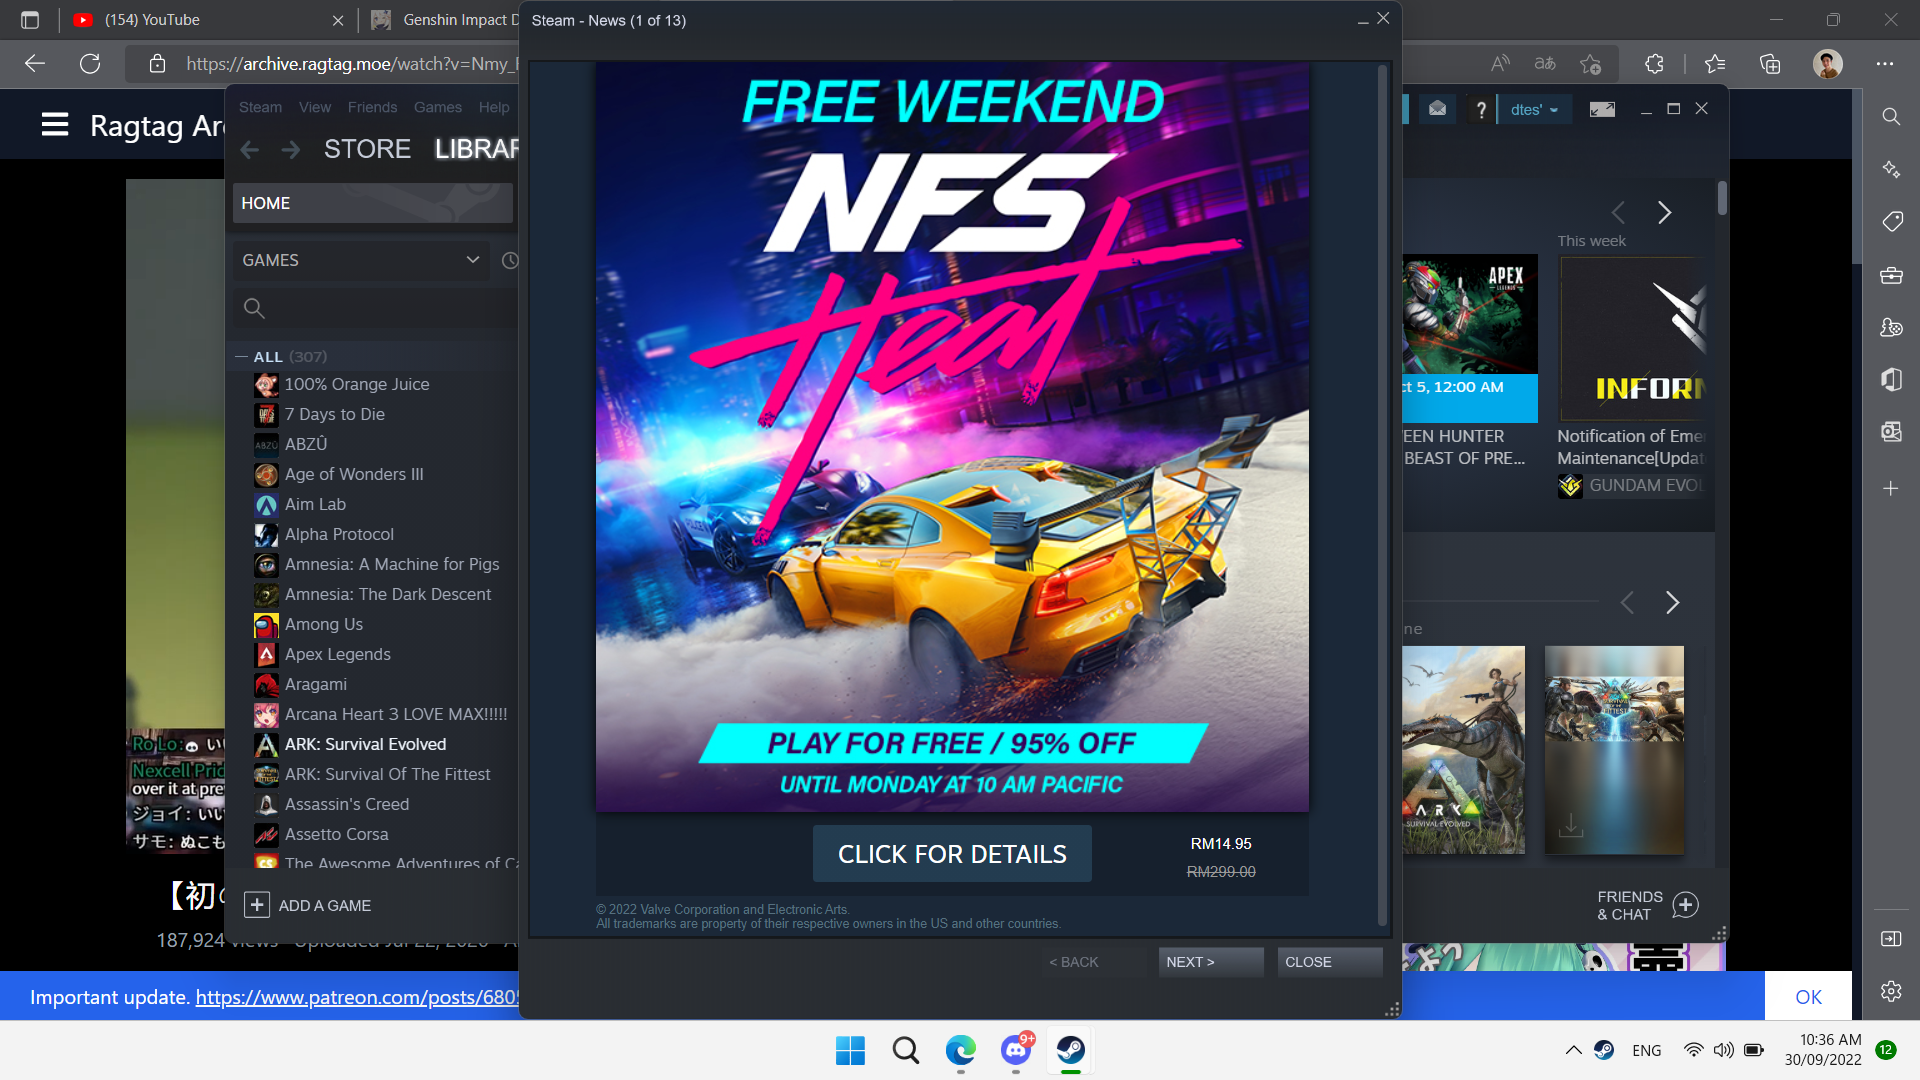 (154) YouTube
Genshin Impact D
https://archive.ragtag.moe/watch?v=Nmy_
Ragtag Ar
Steam - News (1 of 13)
Steam View Friends Games Help
STORE LIBRAR
HOME
GAMES
ALL (307)
100% Orange Juice
7 Days to Die
ABZÛ
Age of Wonders III
Aim Lab
Alpha Protocol
Amnesia: A Machine for Pigs
Amnesia: The Dark Descent
Among Us
Apex Legends
Aragami
Arcana Heart 3 LOVE MAX!!!!!
ARK: Survival Evolved
ARK: Survival Of The Fittest
Assassin's Creed
Assetto Corsa
The Awesome Adventures of Ca
ADD A GAME
Ro Lo: い
Nexcell Prid
over it at pre
ジョイ: いい
サモ: ぬこも
【初の
187,924 views
Uploaded Jul 22, 2020
Important update. https://www.patreon.com/posts/680
OK
FREE WEEKEND
NFS
Heat
PLAY FOR FREE / 95% OFF
UNTIL MONDAY AT 10 AM PACIFIC
CLICK FOR DETAILS
RM14.95
RM299.00
© 2022 Valve Corporation and Electronic Arts.
All trademarks are property of their respective owners in the US and other countries.
< BACK
NEXT >
CLOSE
?
dtes'
This week
APEX
LEGENDS
ct 5, 12:00 AM
EEN HUNTER
BEAST OF PRE...
INFORM
Notification of Emer
Maintenance[Updat
GUNDAM EVOL
ne
ARK
SURVIVAL EVOLVED
FITTEST
FRIENDS
& CHAT
9+
ENG
10:36 AM
30/09/2022
12